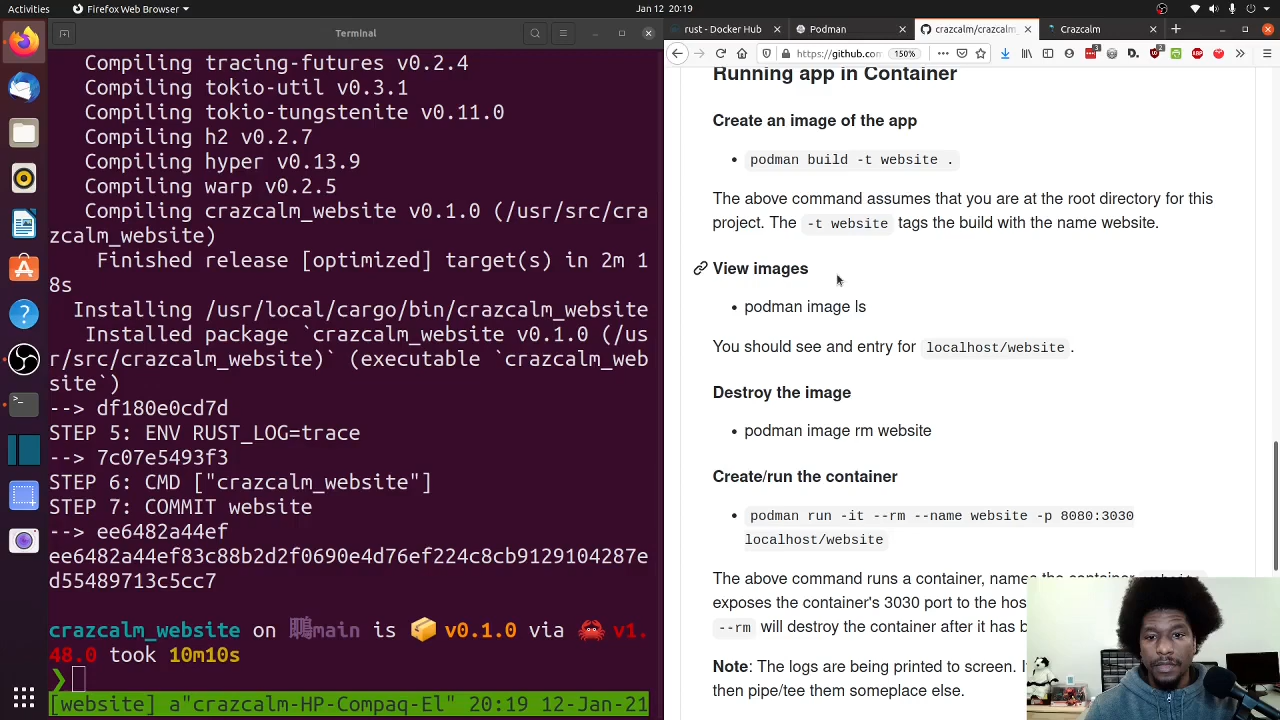 Activities
Firefox Web Browser
Jan 12 20:19
Terminal
Compiling tracing-futures v0.2.4
Compiling tokio-util v0.3.1
Compiling tokio-tungstenite v0.11.0
Compiling h2 v0.2.7
Compiling hyper v0.13.9
Compiling warp v0.2.5
Compiling crazcalm_website v0.1.0 (/usr/src/cra
zcalm_website)
Finished release [optimized] target(s) in 2m 1
8s
Installing /usr/local/cargo/bin/crazcalm_website
Installed package `crazcalm_website v0.1.0 (/us
r/src/crazcalm_website)` (executable `crazcalm_web
site`)
--> df180e0cd7d
STEP 5: ENV RUST_LOG=trace
--> 7c07e5493f3
STEP 6: CMD ["crazcalm_website"]
STEP 7: COMMIT website
--> ee6482a44ef
ee6482a44ef83c88b2d2f0690e4d76ef224c8cb9129104287e
d55489713c5cc7
crazcalm_website on main is 📦 v0.1.0 via 🦀 v1.
48.0 took 10m10s
❯
[website] a"crazcalm-HP-Compaq-El" 20:19 12-Jan-21
rust - Docker Hub
Podman
crazcalm/crazcalm_
Crazcalm
https://github.com
150%
Running app in Container
Create an image of the app
• podman build -t website .
The above command assumes that you are at the root directory for this
project. The -t website tags the build with the name website.
View images
• podman image ls
You should see and entry for localhost/website.
Destroy the image
• podman image rm website
Create/run the container
• podman run -it --rm --name website -p 8080:3030
localhost/website
The above command runs a container, names the container
exposes the container's 3030 port to the hos
--rm will destroy the container after it has b
Note: The logs are being printed to screen. I
then pipe/tee them someplace else.